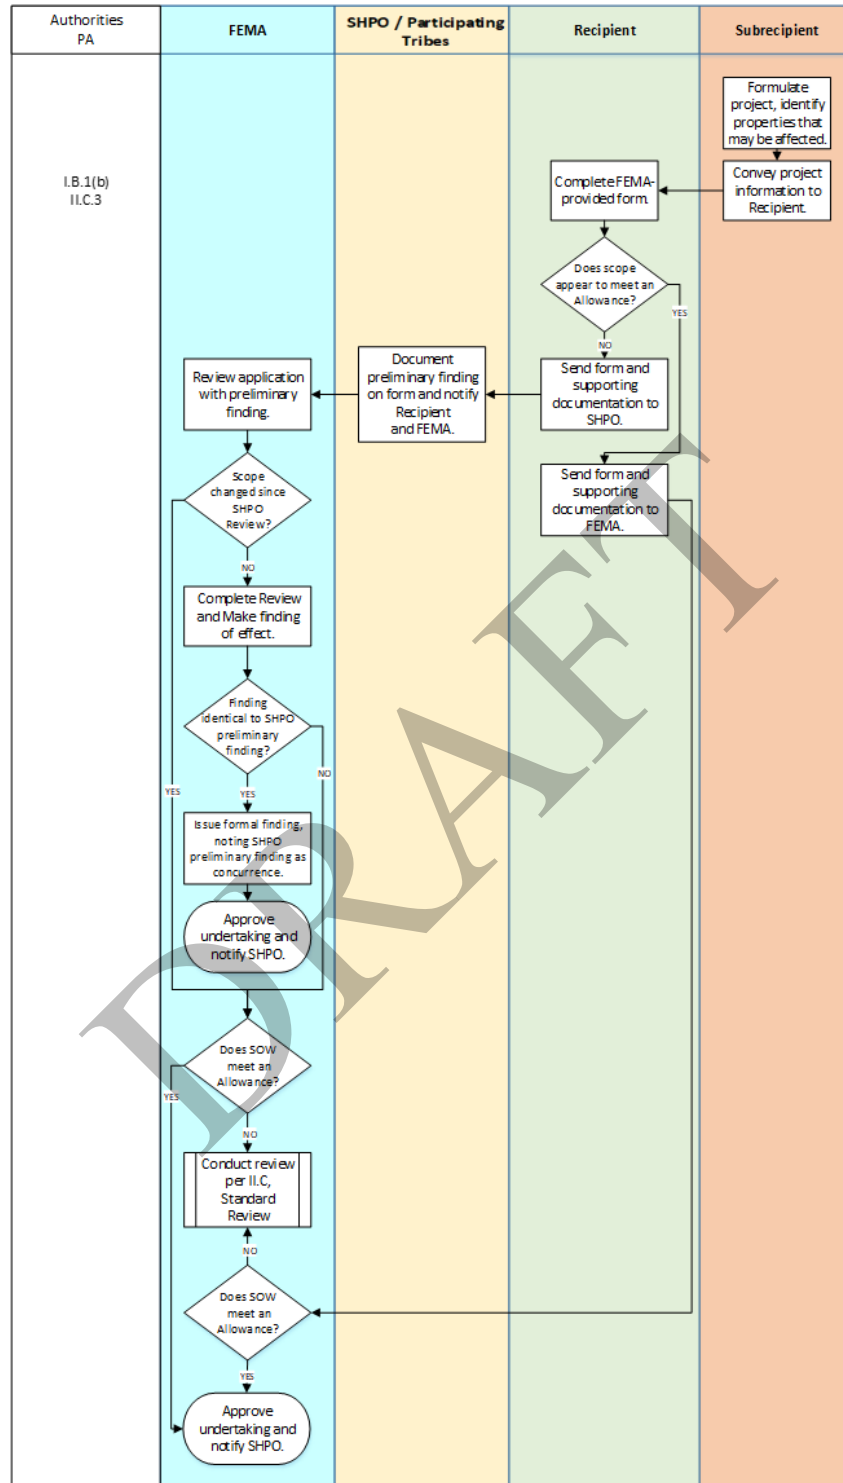 Authorities
PA
FEMA
SHPO / Participating
Tribes
Recipient
Subrecipient
I.B.1(b)
II.C.3
Formulate
project, identify
properties that
may be affected.
Convey project
information to
Recipient.
Complete FEMA-
provided form.
Does scope
appear to meet an
Allowance?
YES
NO
Send form and
supporting
documentation to
SHPO.
Document
preliminary finding
on form and notify
Recipient
and FEMA.
Review application
with preliminary
finding.
Send form and
supporting
documentation to
FEMA.
Scope
changed since
SHPO
Review?
NO
Complete Review
and Make finding
of effect.
Finding
identical to SHPO
preliminary
finding?
NO
YES
YES
Issue formal finding,
noting SHPO
preliminary finding as
concurrence.
Approve
undertaking and
notify SHPO.
Does SOW
meet an
Allowance?
YES
NO
Conduct review
per II.C,
Standard
Review
NO
Does SOW
meet an
Allowance?
YES
Approve
undertaking and
notify SHPO.
DRAFT